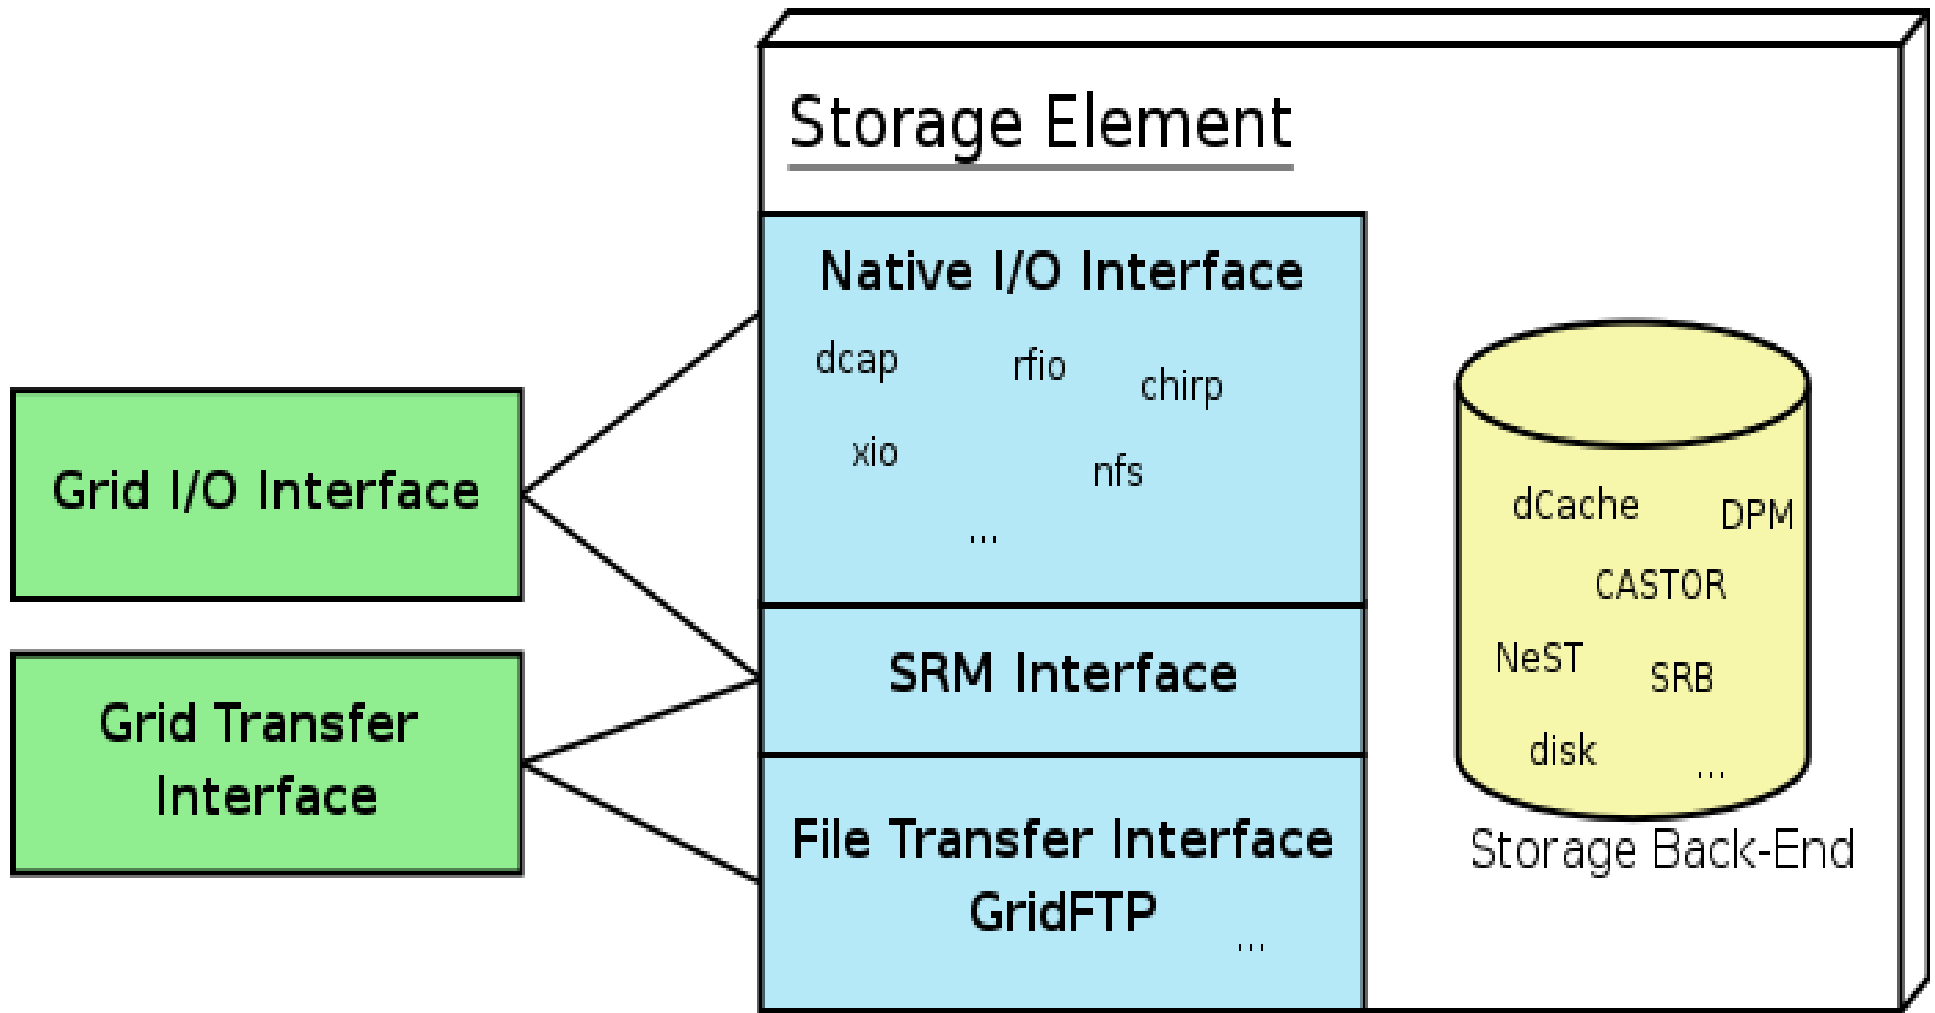 Storage Element
Native I/O Interface
dcap rfio chirp
xio nfs
...
Grid I/O Interface
SRM Interface
Grid Transfer
Interface
File Transfer Interface
GridFTP
...
dCache DPM
CASTOR
NeST SRB
disk ...
Storage Back-End